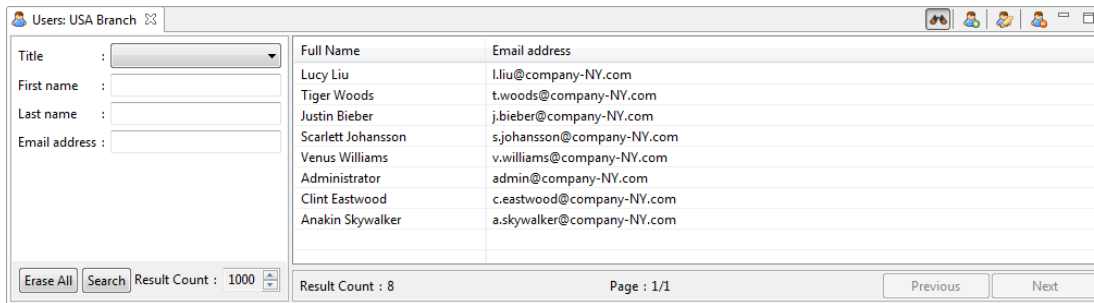 Users: USA Branch
Title :
First name :
Last name :
Email address :
Erase All Search Result Count : 1000
Full Name Email address
Lucy Liu l.liu@company-NY.com
Tiger Woods t.woods@company-NY.com
Justin Bieber j.bieber@company-NY.com
Scarlett Johansson s.johansson@company-NY.com
Venus Williams v.williams@company-NY.com
Administrator admin@company-NY.com
Clint Eastwood c.eastwood@company-NY.com
Anakin Skywalker a.skywalker@company-NY.com
Result Count : 8 Page : 1/1 Previous Next